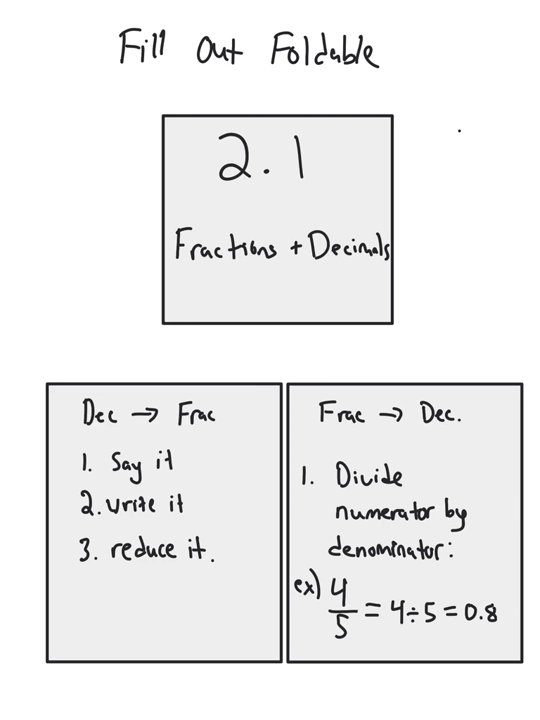 Fill Out Foldable
2.1
Fractions + Decimals
Dec → Frac
1. Say it
2. write it
3. reduce it.
Frac → Dec.
1. Divide
numerator by
denominator:
ex) 4/5 = 4÷5 = 0.8